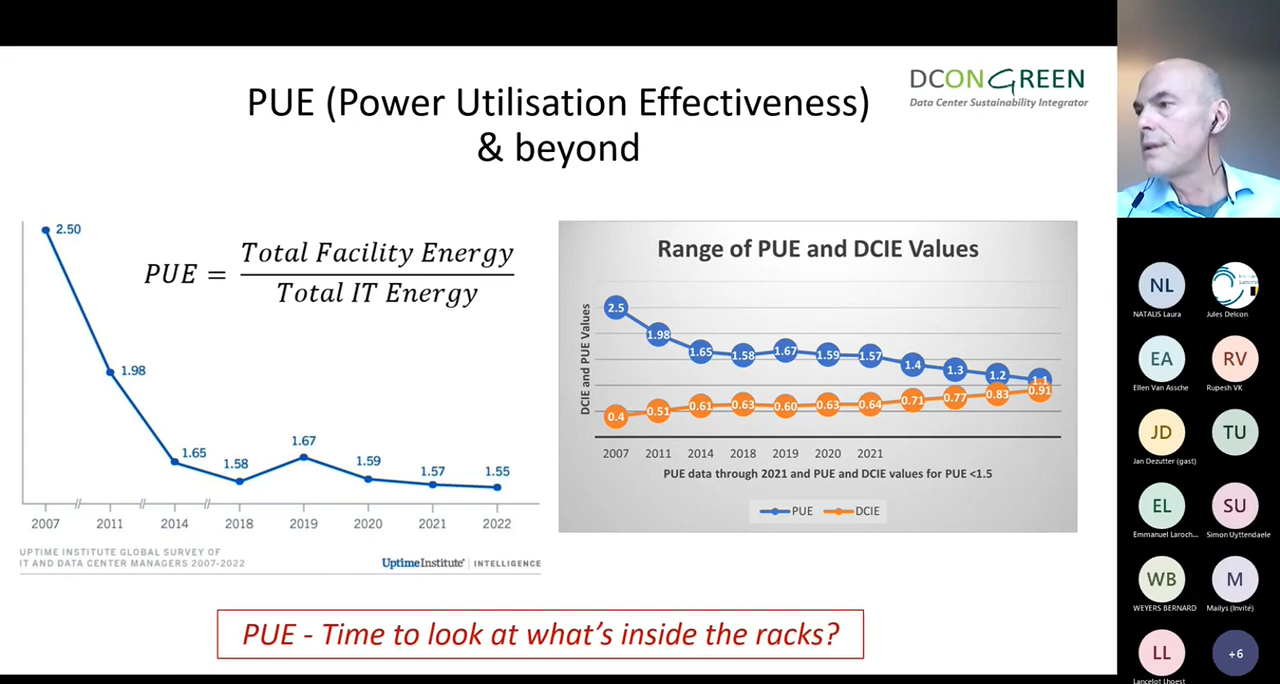 PUE (Power Utilisation Effectiveness)
& beyond
DCONGREEN
Data Center Sustainability Integrator
2.50
1.98
1.65
1.58
1.67
1.59
1.57
1.55
PUE = Total Facility Energy
Total IT Energy
2007 2011 2014 2018 2019 2020 2021 2022
UPTIME INSTITUTE GLOBAL SURVEY OF
IT AND DATA CENTER MANAGERS 2007-2022
UptimeInstitute® | INTELLIGENCE
Range of PUE and DCIE Values
DCIE and PUE Values
2.5 1.98 1.65 1.58 1.67 1.59 1.57 1.4 1.3 1.2 1.1
0.4 0.51 0.61 0.63 0.60 0.63 0.64 0.71 0.77 0.83 0.91
2007 2011 2014 2018 2019 2020 2021
PUE data through 2021 and PUE and DCIE values for PUE <1.5
PUE DCIE
PUE - Time to look at what's inside the racks?
NL
NATALIS Laura
Jules Delcon
EA
Ellen Van Assche
RV
Rupesh VK
JD
Jan Dezutter (gast)
TU
EL
Emmanuel Laroch...
SU
Simon Uyttendaele
WB
WEYERS BERNARD
M
Maïlys (Invité)
LL
Lancelot Lhoest
+6